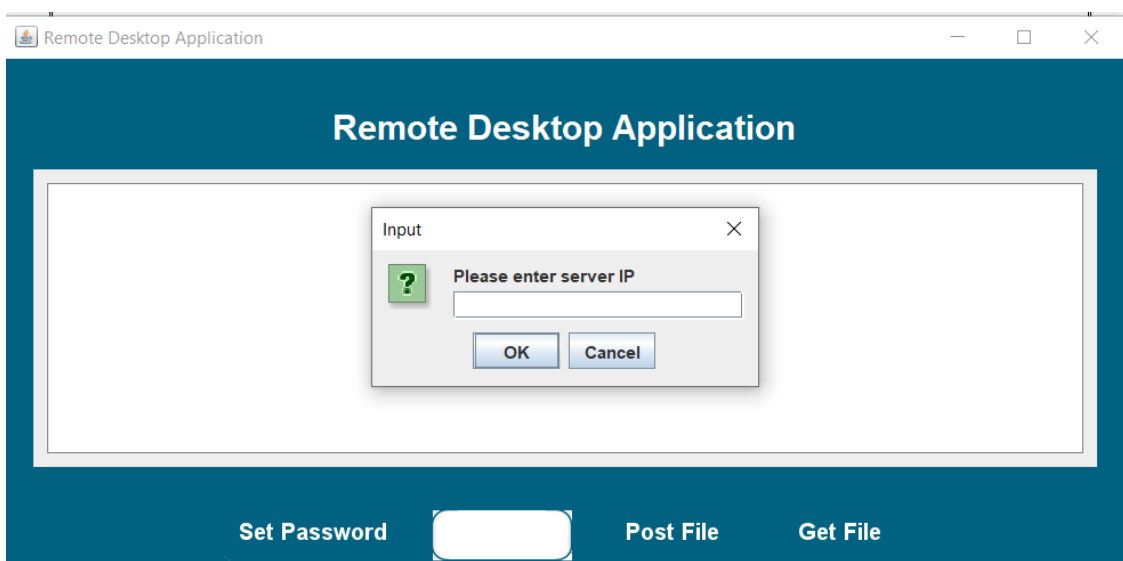 Remote Desktop Application
Remote Desktop Application
Input
Please enter server IP
?
OK Cancel
Set Password Post File Get File